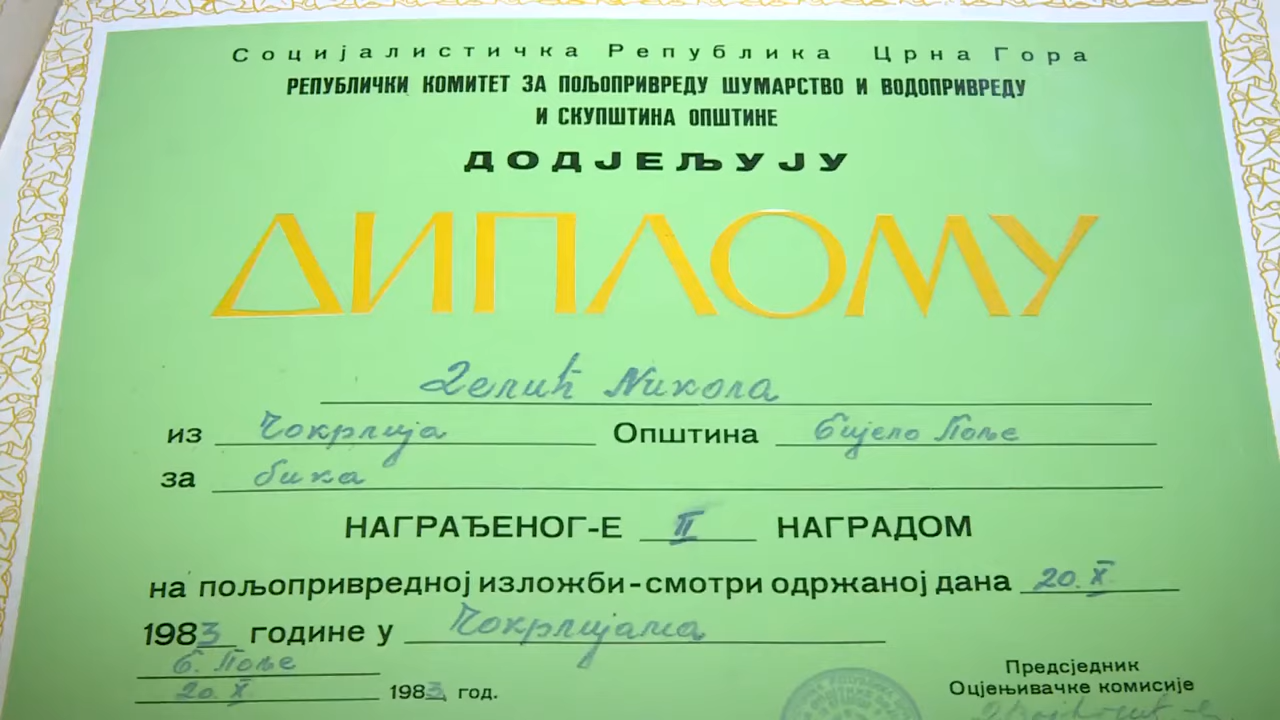 Социјалистичка Република Црна Гора
РЕПУБЛИЧКИ КОМИТЕТ ЗА ПОЉОПРИВРЕДУ ШУМАРСТВО И ВОДОПРИВРЕДУ
И СКУПШТИНА ОПШТИНЕ
ДОДЈЕЉУЈУ
ДИПЛОМУ
Никола
из Чокрлија Општина Бијело Поље
за бика
НАГРАЂЕНОГ-Е II НАГРАДОМ
на пољопривредној изложби-смотри одржаној дана 20. X
1983 године у Чокрлијама
Б. Поље
20. X 1983 год.
Предсједник
Оцјењивачке комисије